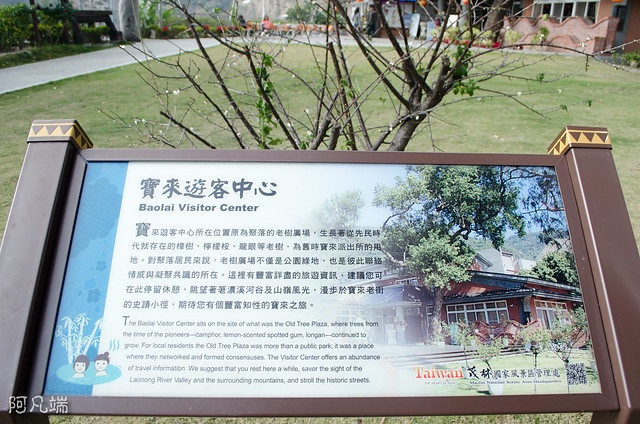 寶來遊客中心
Baolai Visitor Center
寶來遊客中心所在位置原為聚落的老樹廣場,生長著從先民時
代就存在的樟樹、檸檬桉、龍眼等老樹,為舊時寶來派出所的用
地。對聚落居民來說,老樹廣場不僅是公園綠地,也是彼此聯絡
情感與凝聚共識的所在。這裡有豐富詳盡的旅遊資訊,建議您可
在此停留休憩,眺望著荖濃溪河谷及山嶺風光,漫步於寶來老街
的史蹟小徑,期待您有個豐富知性的寶來之旅。
The Baolai Visitor Center sits on the site of what was the Old Tree Plaza, where trees from
the time of the pioneers—camphor, lemon-scented spotted gum, longan—continued to
grow. For local residents the Old Tree Plaza was more than a public park; it was a place
where they networked and formed consensuses. The Visitor Center offers an abundance
of travel information. We suggest that you rest here a while, savor the sight of the
Laonong River Valley and the surrounding mountains, and stroll the historic streets.
Taiwan 茂林國家風景區管理處
THE HEART OF ASIA Maolin National Scenic Area Headquarters
阿凡端